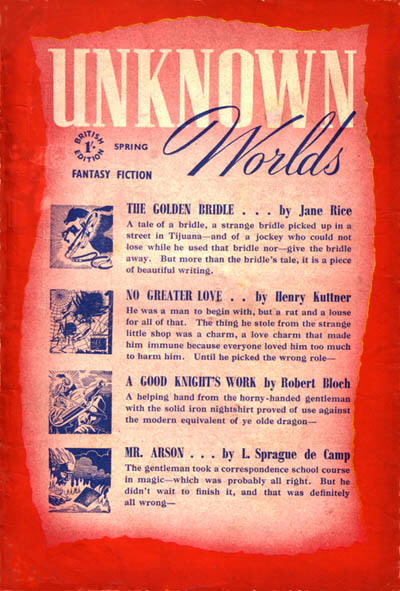 UNKNOWN
Worlds
BRITISH
1/-
EDITION
SPRING
FANTASY FICTION
THE GOLDEN BRIDLE . . . by Jane Rice
A tale of a bridle, a strange bridle picked up in a
street in Tijuana—and of a jockey who could not
lose while he used that bridle nor—give the bridle
away. But more than the bridle's tale, it is a piece
of beautiful writing.
NO GREATER LOVE . . by Henry Kuttner
He was a man to begin with, but a rat and a louse
for all of that. The thing he stole from the strange
little shop was a charm, a love charm that made
him immune because everyone loved him too much
to harm him. Until he picked the wrong role—
A GOOD KNIGHT'S WORK by Robert Bloch
A helping hand from the horny-handed gentleman
with the solid iron nightshirt proved of use against
the modern equivalent of ye olde dragon—
MR. ARSON . . . by L. Sprague de Camp
The gentleman took a correspondence school course
in magic—which was probably all right. But he
didn't wait to finish it, and that was definitely
all wrong—